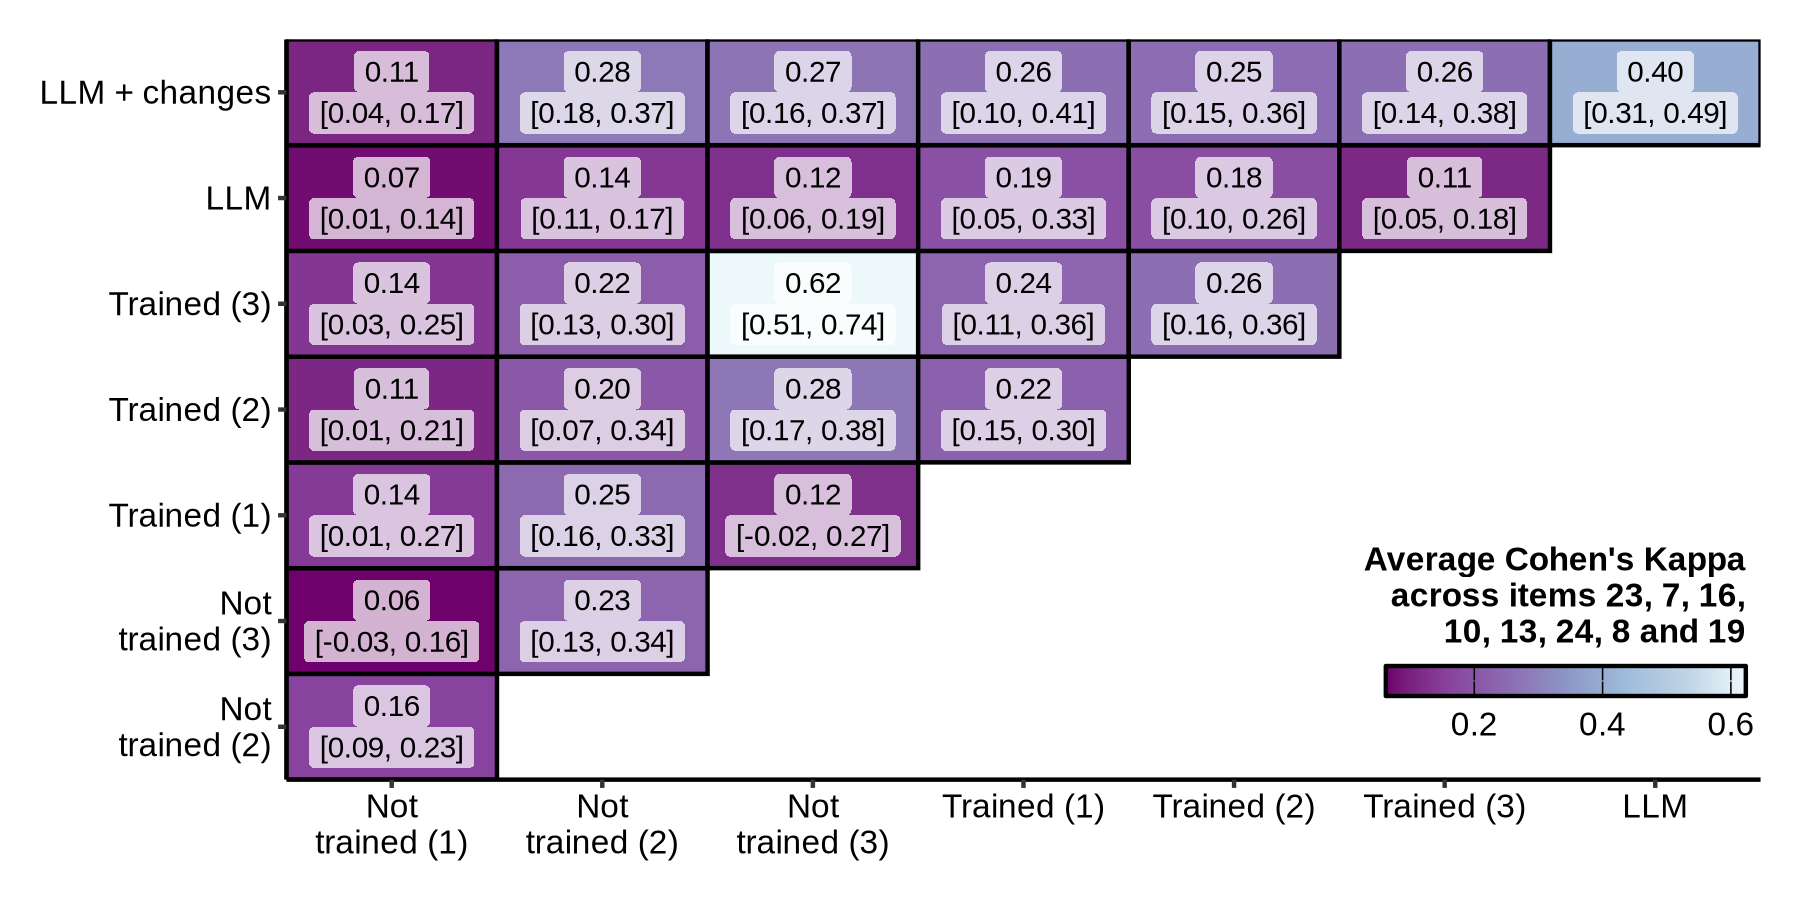 LLM + changes
0.11
0.28
0.27
0.26
0.25
0.26
0.40
[0.04, 0.17]
[0.18, 0.37]
[0.16, 0.37]
[0.10, 0.41]
[0.15, 0.36]
[0.14, 0.38]
[0.31, 0.49]
LLM
0.07
0.14
0.12
0.19
0.18
0.11
[0.01, 0.14]
[0.11, 0.17]
[0.06, 0.19]
[0.05, 0.33]
[0.10, 0.26]
[0.05, 0.18]
Trained (3)
0.14
0.22
0.62
0.24
0.26
[0.03, 0.25]
[0.13, 0.30]
[0.51, 0.74]
[0.11, 0.36]
[0.16, 0.36]
Trained (2)
0.11
0.20
0.28
0.22
[0.01, 0.21]
[0.07, 0.34]
[0.17, 0.38]
[0.15, 0.30]
Trained (1)
0.14
0.25
0.12
[0.01, 0.27]
[0.16, 0.33]
[-0.02, 0.27]
Not
trained (3)
0.06
0.23
[-0.03, 0.16]
[0.13, 0.34]
Not
trained (2)
0.16
[0.09, 0.23]
Average Cohen's Kappa
across items 23, 7, 16,
10, 13, 24, 8 and 19
0.2
0.4
0.6
Not
trained (1)
Not
trained (2)
Not
trained (3)
Trained (1)
Trained (2)
Trained (3)
LLM